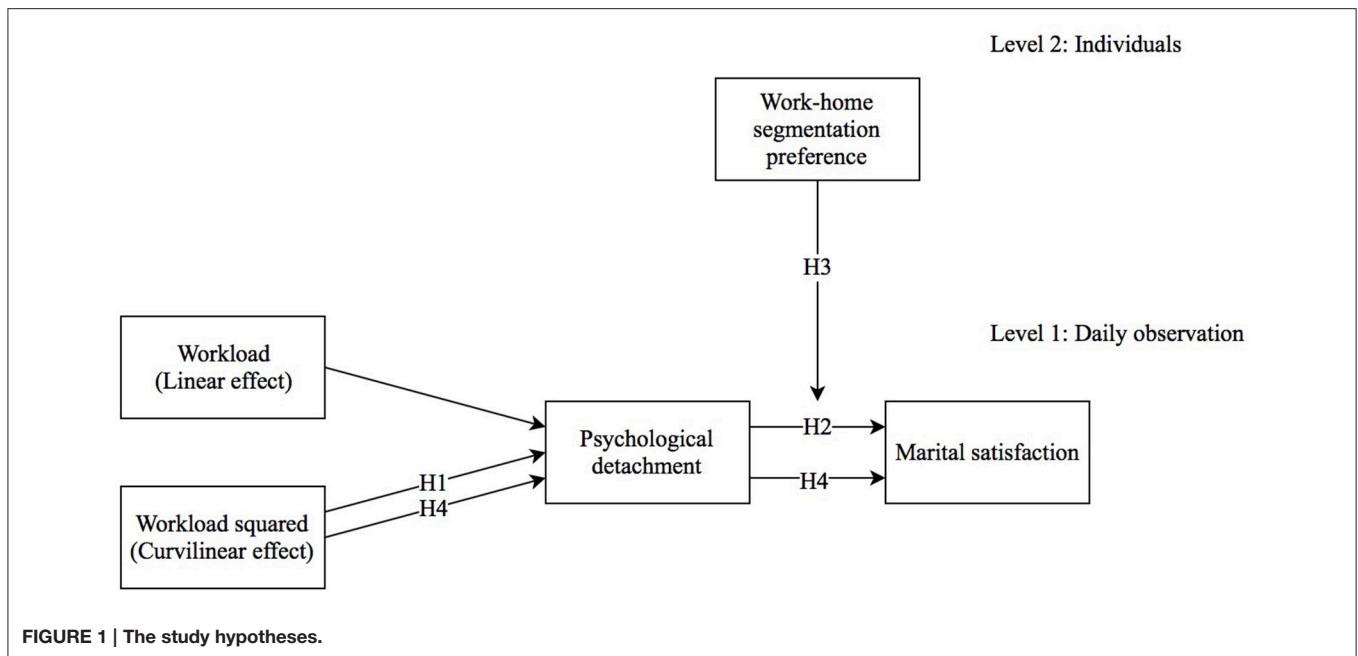 Level 2: Individuals
Work-home
segmentation
preference
H3
Level 1: Daily observation
Workload
(Linear effect)
Psychological
detachment
H2
H4
Marital satisfaction
H1
H4
Workload squared
(Curvilinear effect)
FIGURE 1 | The study hypotheses.